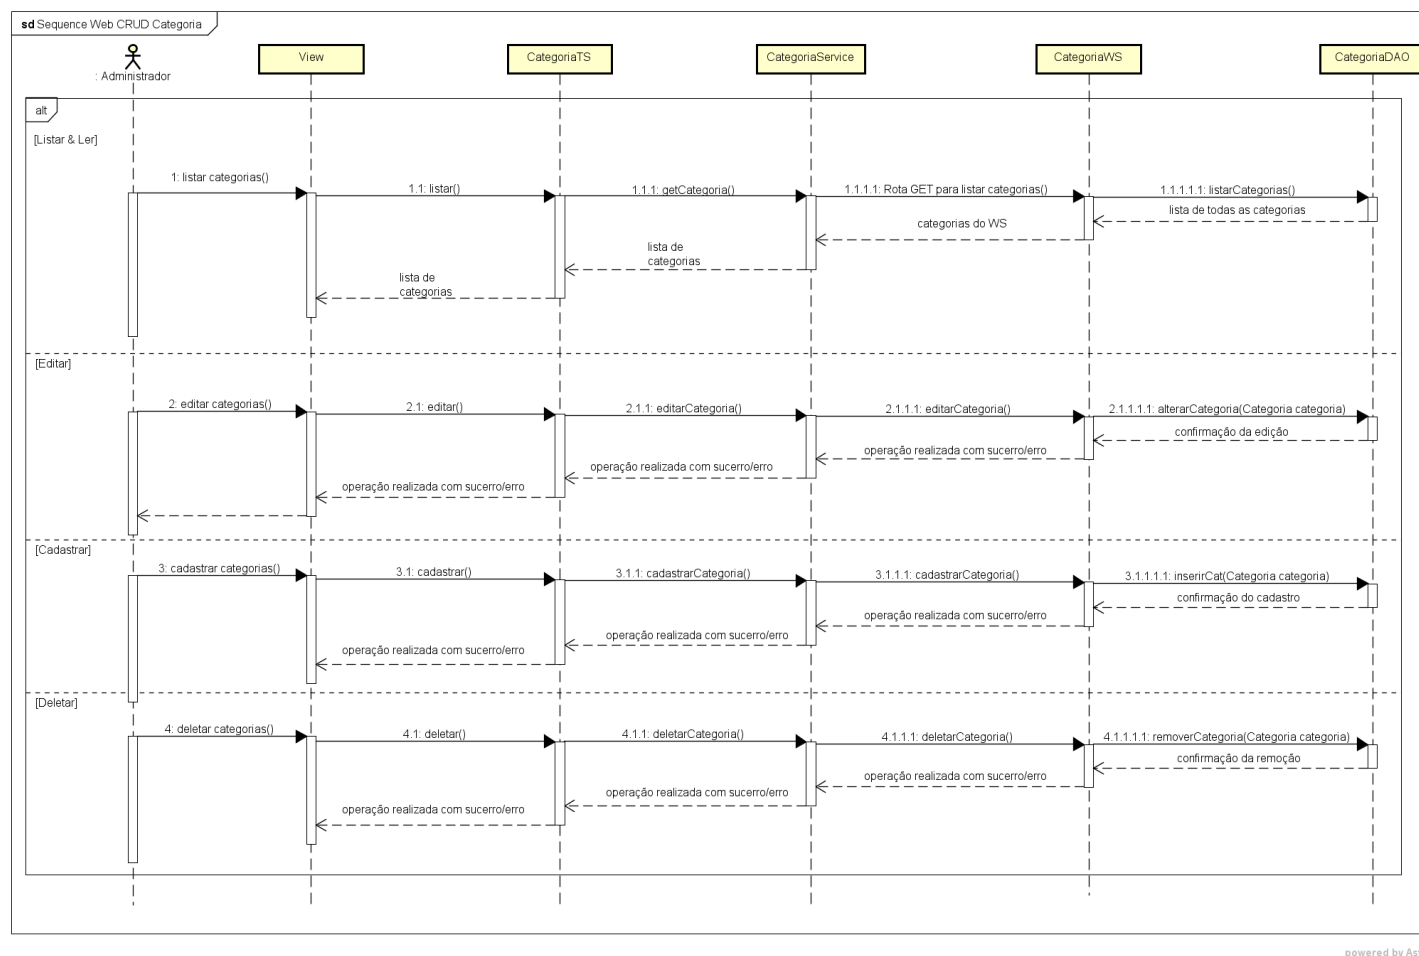 sd Sequence Web CRUD Categoria
: Administrador
View
CategoriaTS
CategoriaService
CategoriaWS
CategoriaDAO
alt
[Listar & Ler]
1: listar categorias()
1.1: listar()
1.1.1: getCategoria()
1.1.1.1: Rota GET para listar categorias()
1.1.1.1.1: listarCategorias()
lista de todas as categorias
categorias do WS
lista de
categorias
lista de
categorias
[Editar]
2: editar categorias()
2.1: editar()
2.1.1: editarCategoria()
2.1.1.1: editarCategoria()
2.1.1.1.1: alterarCategoria(Categoria categoria)
confirmação da edição
operação realizada com sucerro/erro
operação realizada com sucerro/erro
operação realizada com sucerro/erro
[Cadastrar]
3: cadastrar categorias()
3.1: cadastrar()
3.1.1: cadastrarCategoria()
3.1.1.1: cadastrarCategoria()
3.1.1.1.1: inserirCat(Categoria categoria)
confirmação do cadastro
operação realizada com sucerro/erro
operação realizada com sucerro/erro
operação realizada com sucerro/erro
[Deletar]
4: deletar categorias()
4.1: deletar()
4.1.1: deletarCategoria()
4.1.1.1: deletarCategoria()
4.1.1.1.1: removerCategoria(Categoria categoria)
confirmação da remoção
operação realizada com sucerro/erro
operação realizada com sucerro/erro
operação realizada com sucerro/erro
powered by